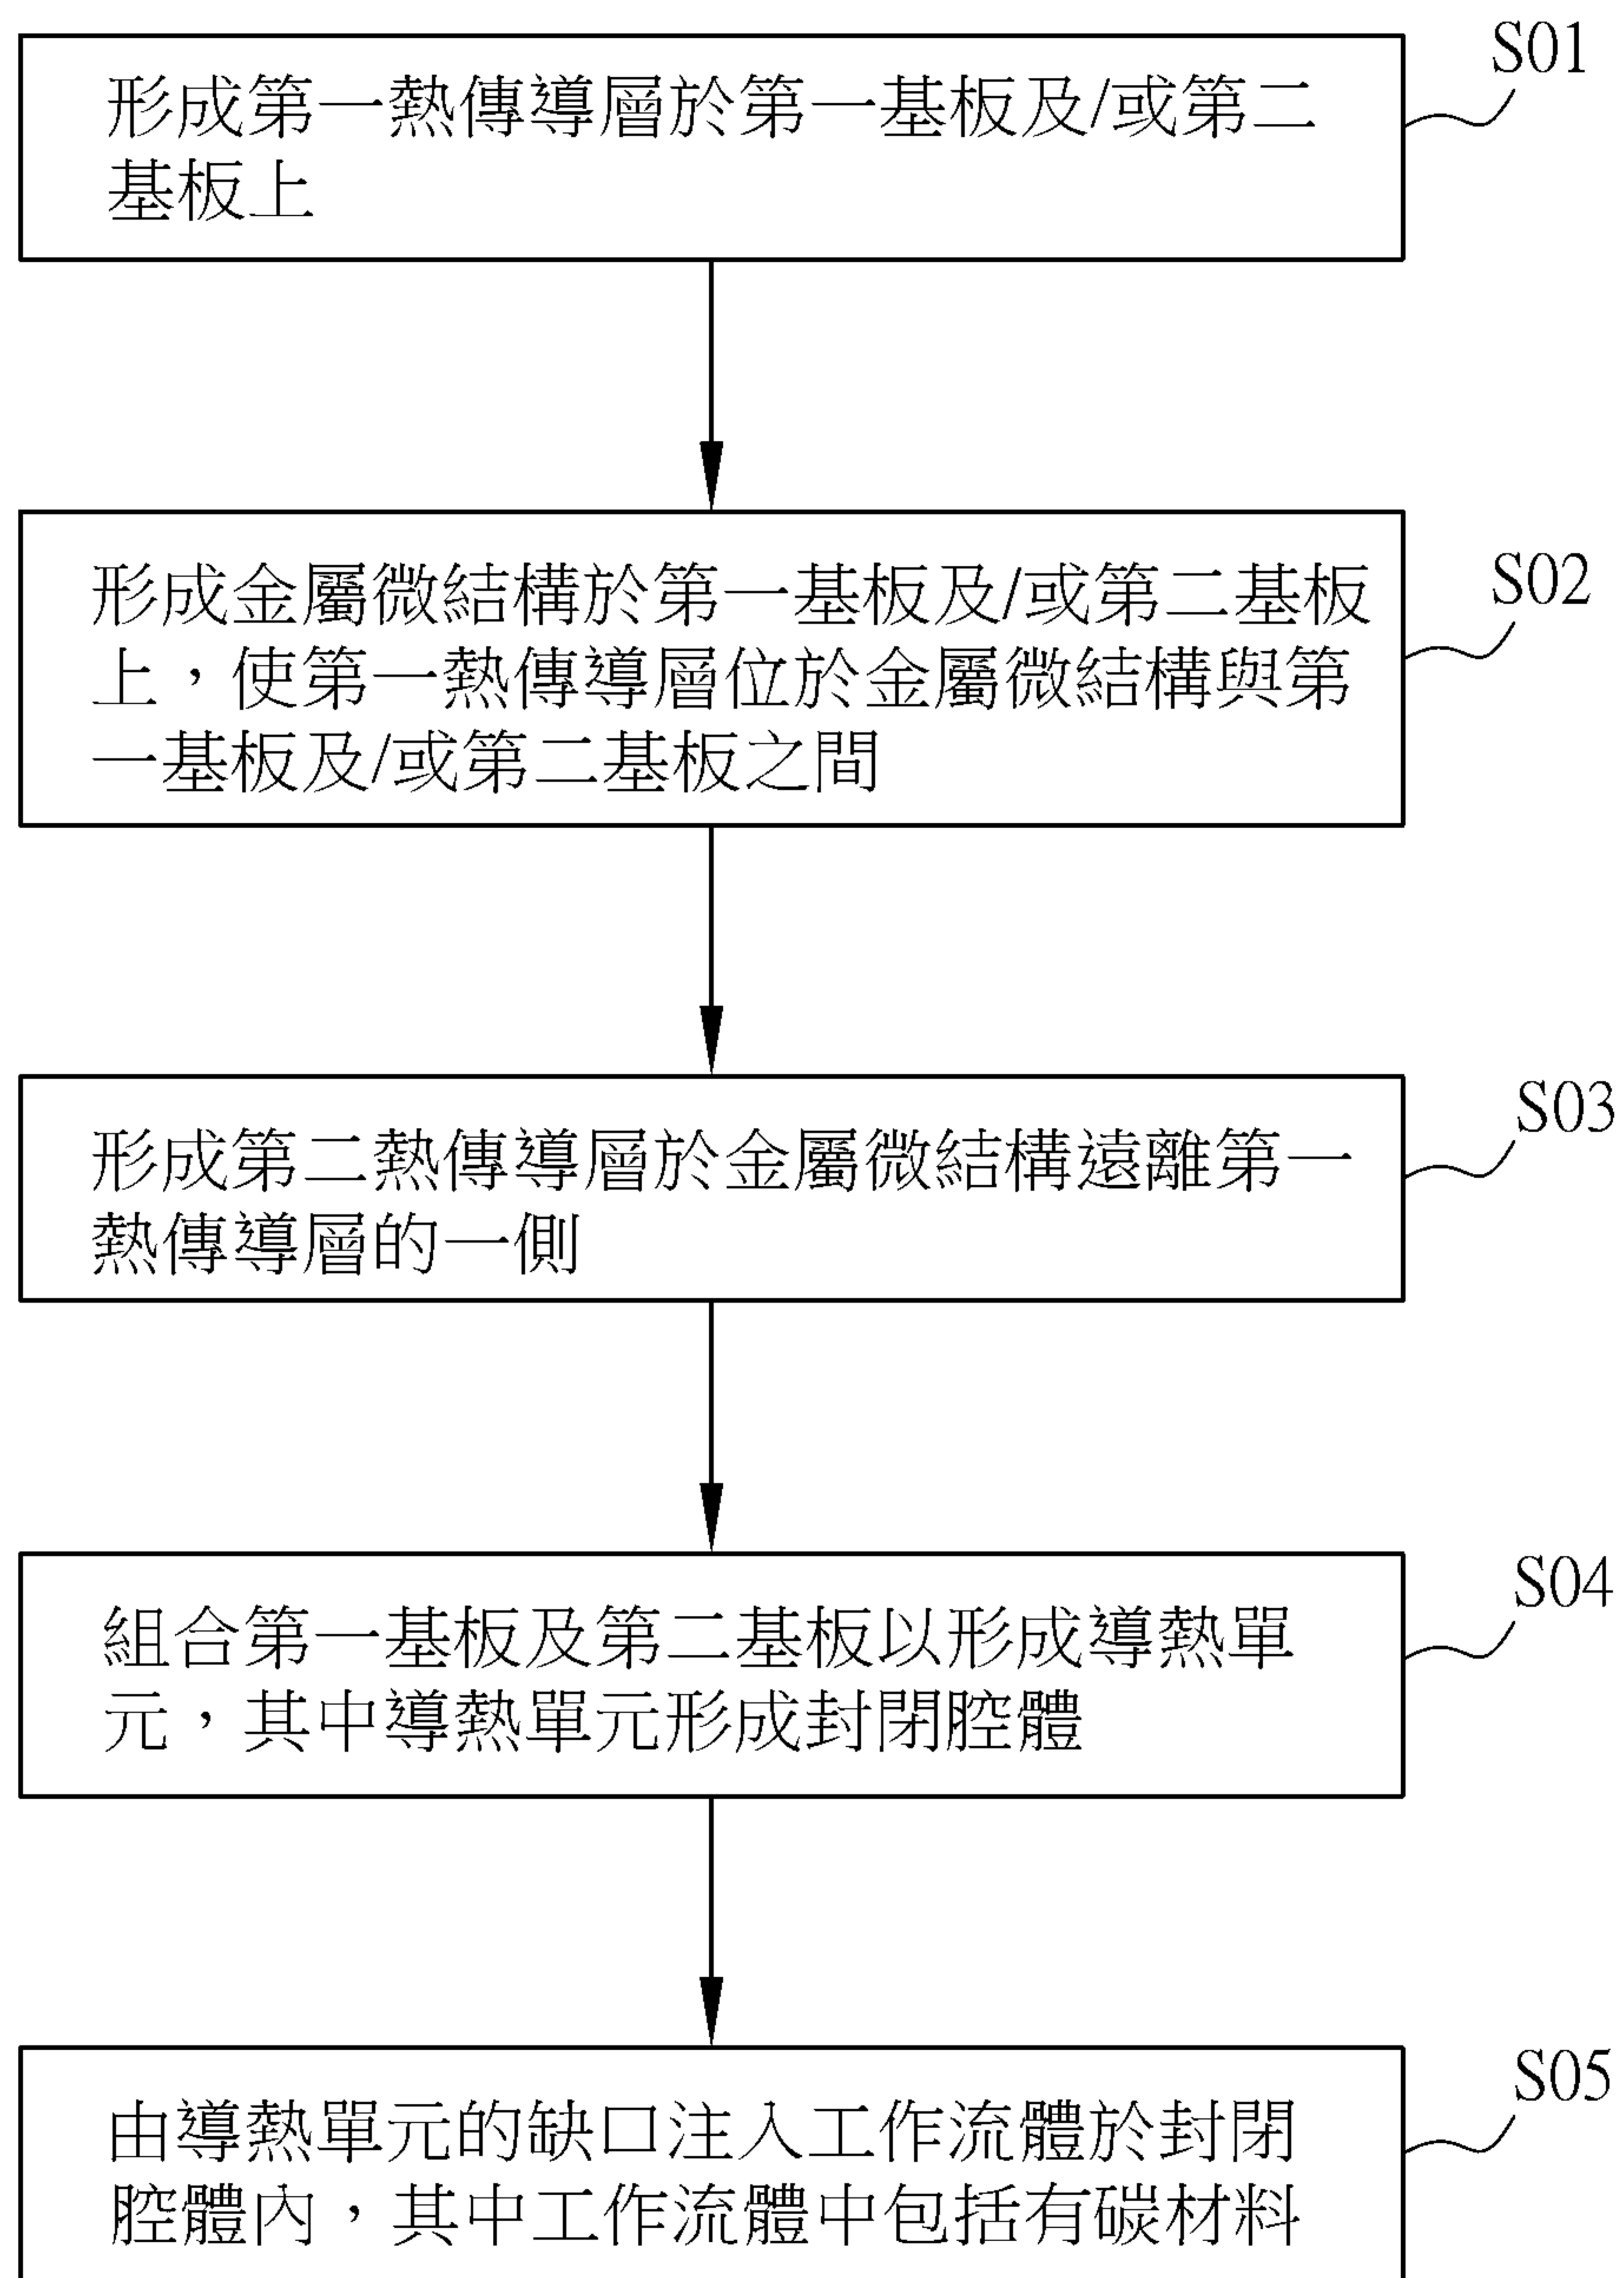 S01
形成第一熱傳導層於第一基板及/或第二
基板上
S02
形成金屬微結構於第一基板及/或第二基板
上，使第一熱傳導層位於金屬微結構與第
一基板及/或第二基板之間
S03
形成第二熱傳導層於金屬微結構遠離第一
熱傳導層的一側
S04
組合第一基板及第二基板以形成導熱單
元，其中導熱單元形成封閉腔體
S05
由導熱單元的缺口注入工作流體於封閉
腔體內，其中工作流體中包括有碳材料